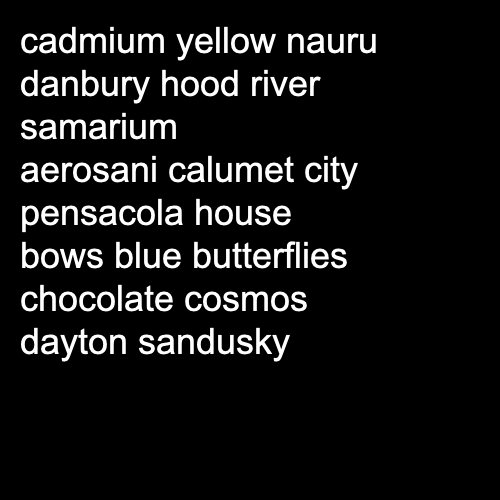 cadmium yellow nauru
danbury hood river
samarium
aerosani calumet city
pensacola house
bows blue butterflies
chocolate cosmos
dayton sandusky